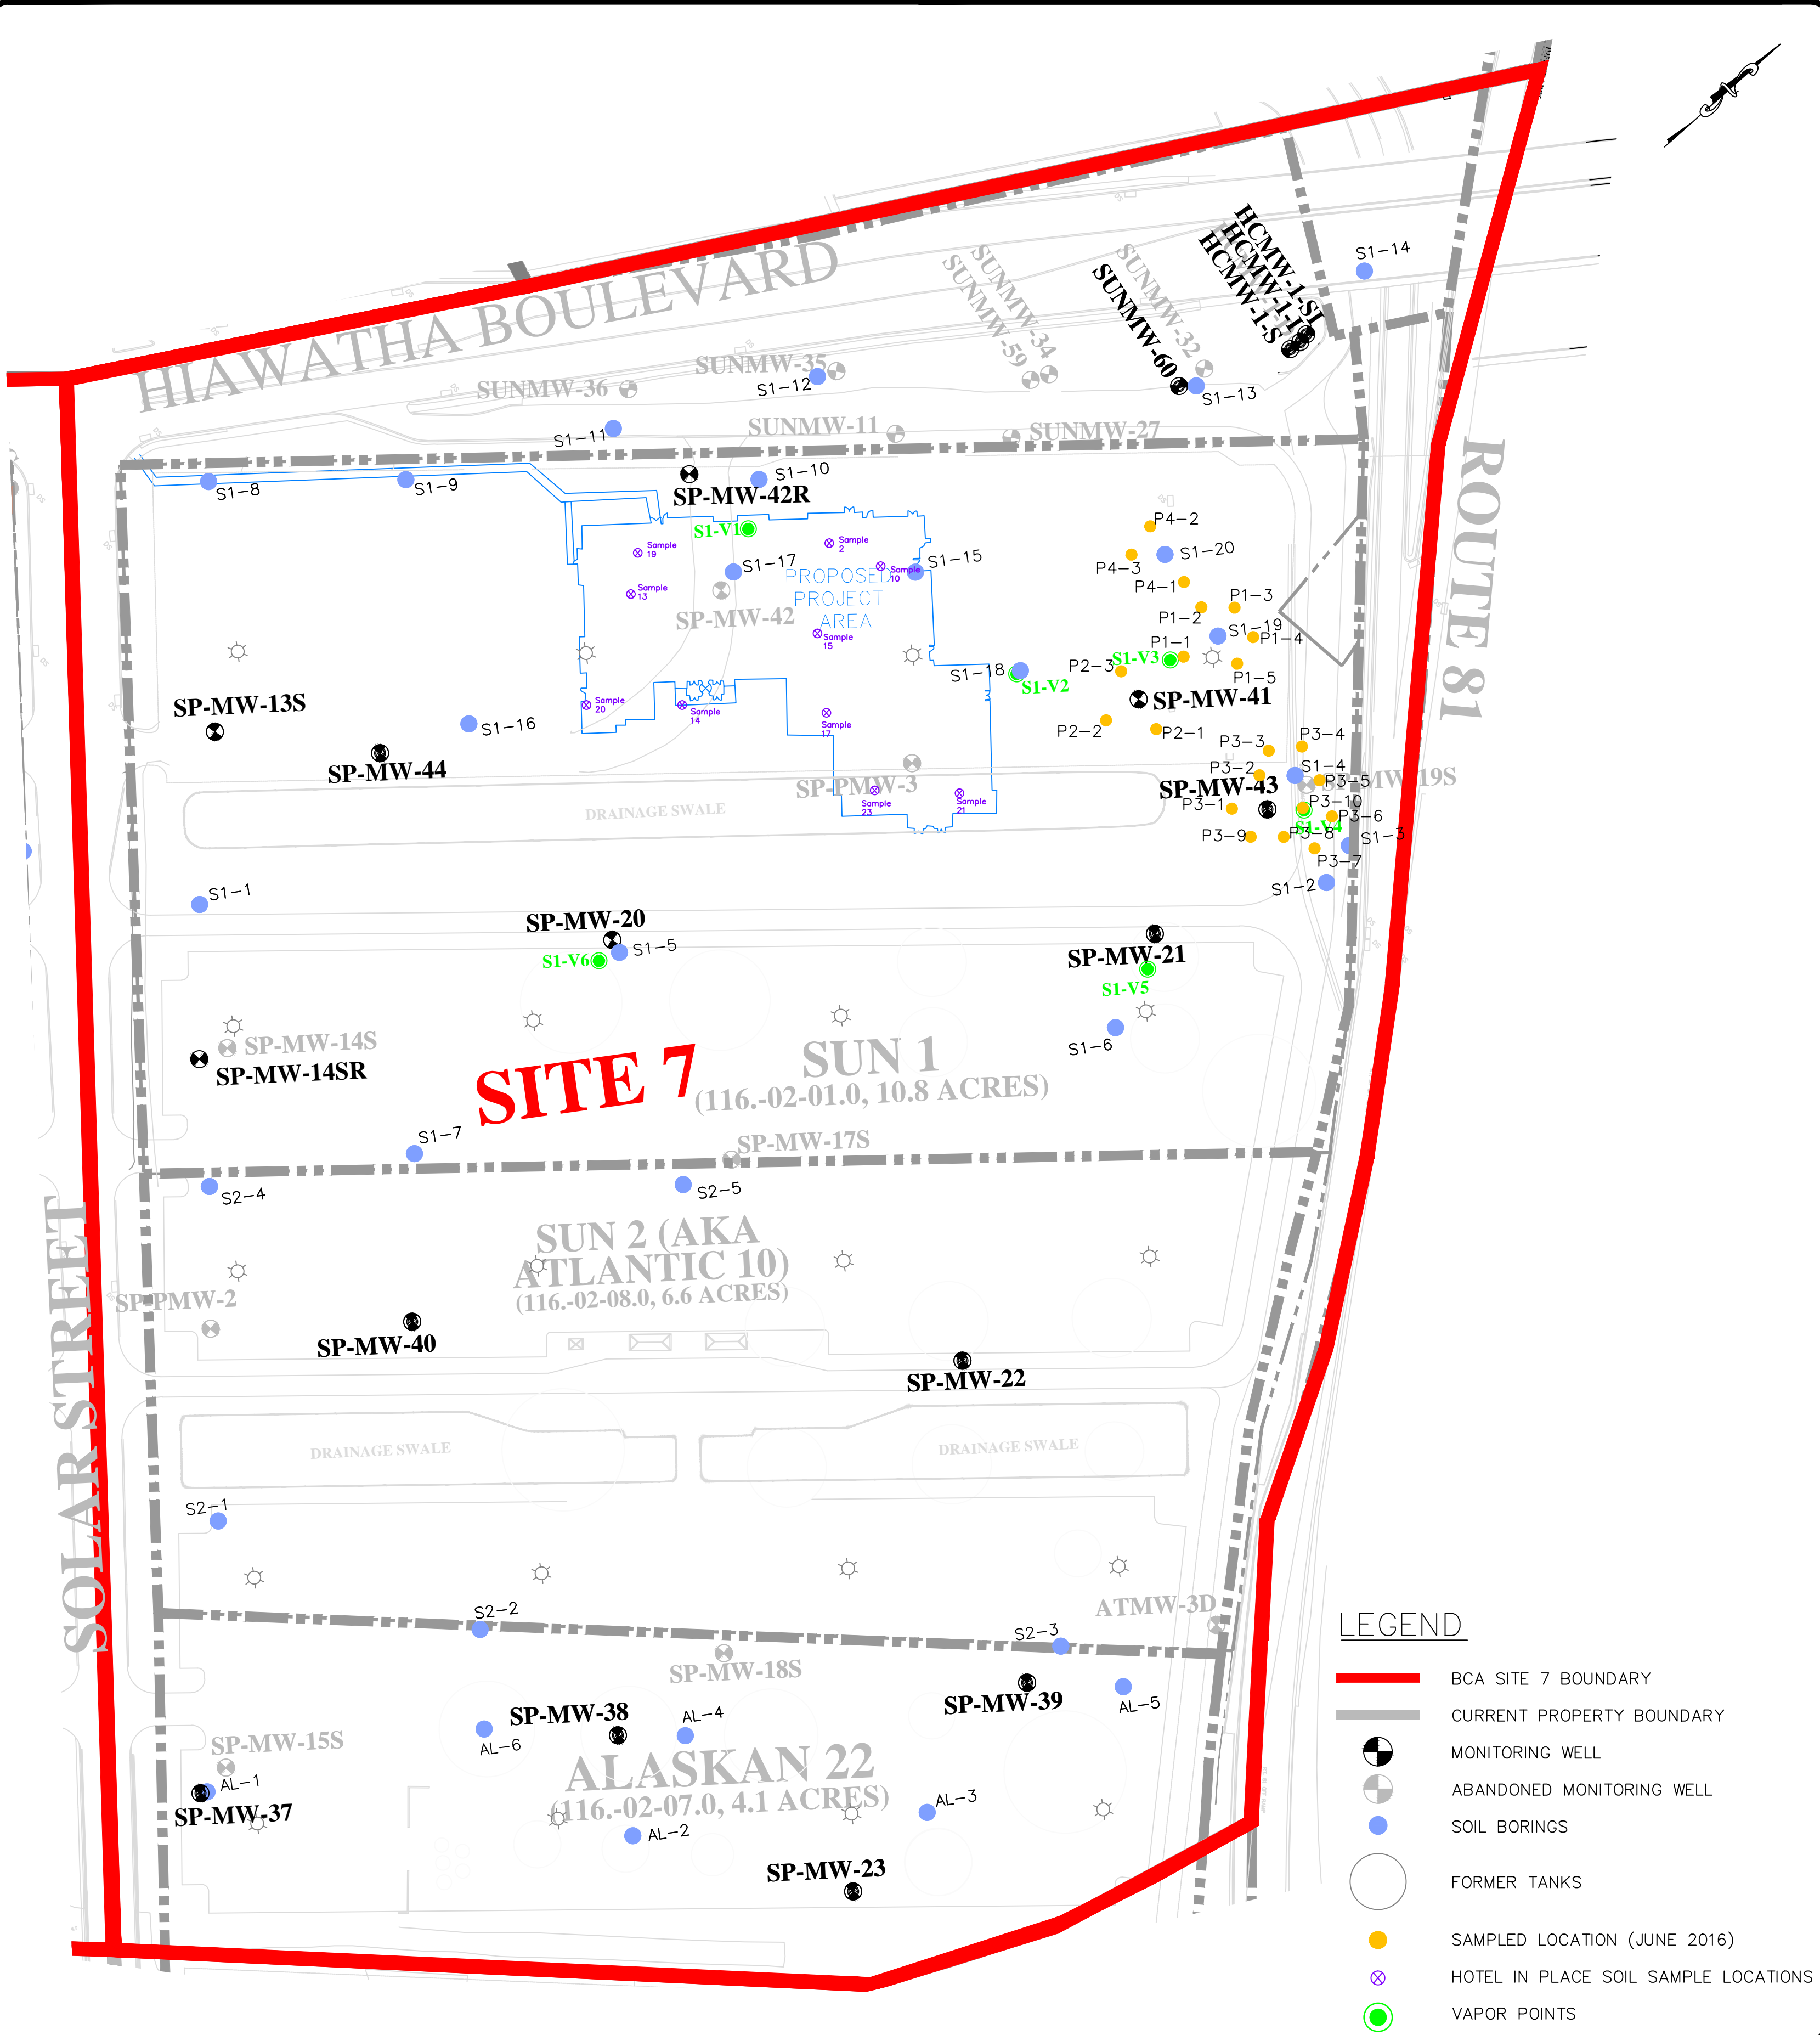 HIAWATHA BOULEVARD
SUNMW-34
SUNMW-59
SUNMW-32
SUNMW-60
HCMW-1-SI
HCMW-1-I
HCMW-1-S
S1-14
SUNMW-35
SUNMW-36
S1-12
S1-13
SUNMW-11
SUNMW-27
S1-11
S1-8
S1-9
S1-10
SP-MW-42R
S1-V1
Sample
19
Sample
2
Sample
10
Sample
13
S1-17
S1-15
PROPOSED
PROJECT
AREA
SP-MW-42
Sample
15
P4-2
S1-20
P4-3
P4-1
P1-3
P1-2
S1-19
P1-4
P1-1
P1-5
S1-V3
P2-3
S1-18
S1-V2
SP-MW-41
P2-2
P2-1
ROUTE 81
SP-MW-13S
S1-16
SP-MW-44
Sample
20
Sample
14
Sample
17
SP-PMW-3
Sample
23
Sample
21
DRAINAGE SWALE
P3-4
P3-3
S1-4
P3-2
P3-5
SP-MW-19S
SP-MW-43
P3-1
P3-10
P3-6
S1-V4
P3-9
P3-8
S1-3
P3-7
S1-2
S1-1
SP-MW-20
S1-5
S1-V6
SP-MW-21
S1-V5
S1-6
SP-MW-14S
SP-MW-14SR
SITE 7
SUN 1
(116.-02-01.0, 10.8 ACRES)
S1-7
SP-MW-17S
S2-4
S2-5
SUN 2 (AKA
ATLANTIC 10)
(116.-02-08.0, 6.6 ACRES)
SP-PMW-2
SP-MW-40
SP-MW-22
SOLAR STREET
DRAINAGE SWALE
DRAINAGE SWALE
S2-1
S2-2
S2-3
ATMW-3D
SP-MW-18S
SP-MW-39
AL-5
SP-MW-38
AL-4
AL-6
SP-MW-15S
AL-1
SP-MW-37
ALASKAN 22
(116.-02-07.0, 4.1 ACRES)
AL-3
AL-2
SP-MW-23
LEGEND
BCA SITE 7 BOUNDARY
CURRENT PROPERTY BOUNDARY
MONITORING WELL
ABANDONED MONITORING WELL
SOIL BORINGS
FORMER TANKS
SAMPLED LOCATION (JUNE 2016)
HOTEL IN PLACE SOIL SAMPLE LOCATIONS
VAPOR POINTS